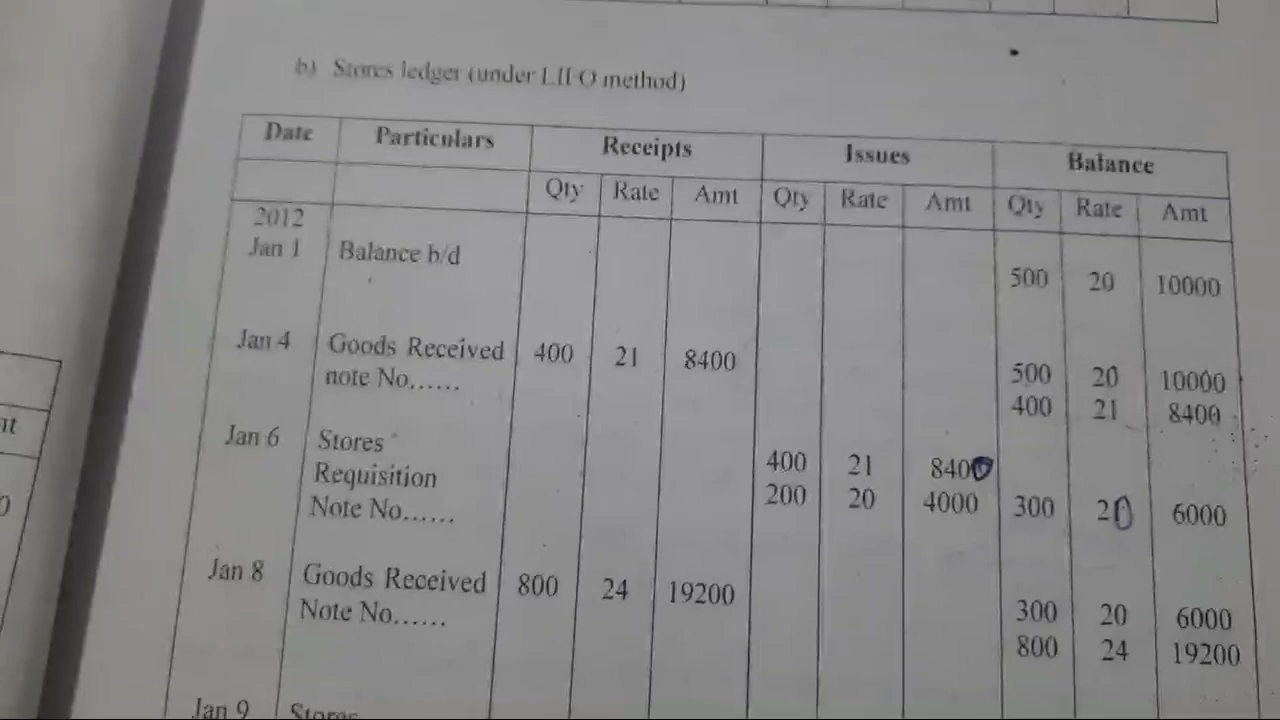 b) Stores ledger (under LIFO method)
Date Particulars Receipts Issues Balance
Qty Rate Amt Qty Rate Amt Qty Rate Amt
2012
Jan 1 Balance b/d
500 20 10000
Jan 4 Goods Received 400 21 8400
note No...... 500 20 10000
400 21 8400
Jan 6 Stores
Requisition 400 21 8400
Note No...... 200 20 4000 300 20 6000
Jan 8 Goods Received 800 24 19200
Note No...... 300 20 6000
800 24 19200
Jan 9 Stores